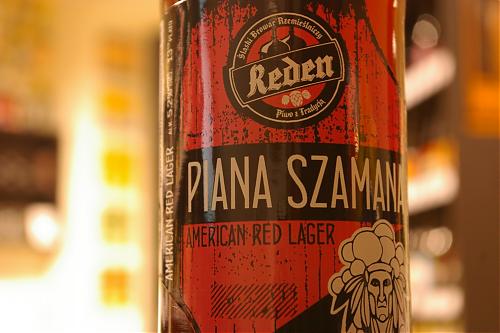 Śląski Browar Rzemieślniczy
Reden
Piwo z Tradycją
PIANA SZAMANA
AMERICAN RED LAGER
AMERICAN RED LAGER